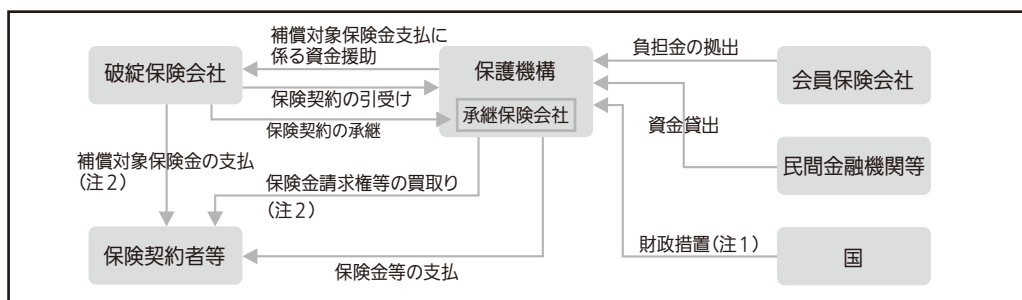 補償対象保険金支払に
係る資金援助
破綻保険会社
保護機構
負担金の拠出
会員保険会社
保険契約の引受け
承継保険会社
保険契約の承継
資金貸出
補償対象保険金の支払
(注2)
保険金請求権等の買取り
(注2)
民間金融機関等
財政措置(注1)
保険契約者等
国
保険金等の支払